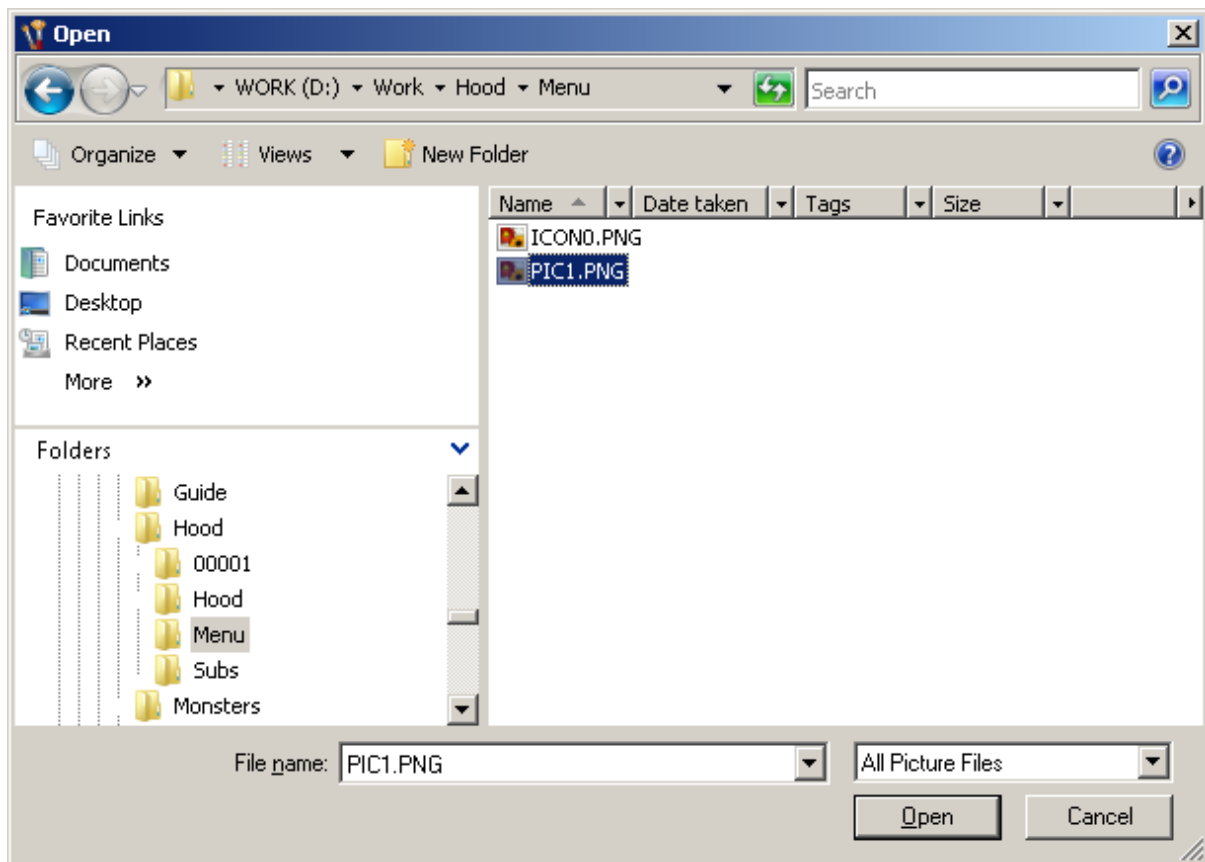 Open
WORK (D:) Work Hood Menu Search
Organize Views New Folder
Favorite Links
Documents
Desktop
Recent Places
More »
Folders
Guide
Hood
00001
Hood
Menu
Subs
Monsters
Name Date taken Tags Size
ICON0.PNG
PIC1.PNG
File name: PIC1.PNG All Picture Files
Open Cancel